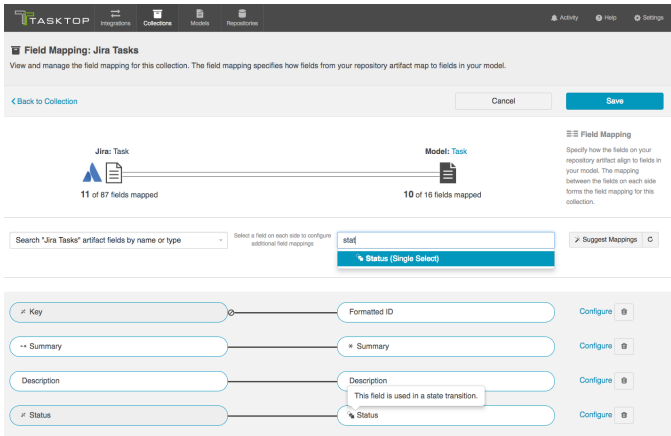 TASKTOP
Integrations
Collections
Models
Repositories
Activity
Help
Settings
Field Mapping: Jira Tasks
View and manage the field mapping for this collection. The field mapping specifies how fields from your repository artifact map to fields in your model.
Back to Collection
Cancel
Save
Jira: Task
Model: Task
11 of 87 fields mapped
10 of 16 fields mapped
Field Mapping
Specify how the fields on your
repository artifact align to fields in
your model. The mapping
between the fields on each side
forms the field mapping for this
collection.
Search "Jira Tasks" artifact fields by name or type
Select a field on each side to configure
additional field mappings
stat
Suggest Mappings
Status (Single Select)
Key
Formatted ID
Configure
Summary
Summary
Configure
Description
Description
Configure
This field is used in a state transition.
Status
Status
Configure